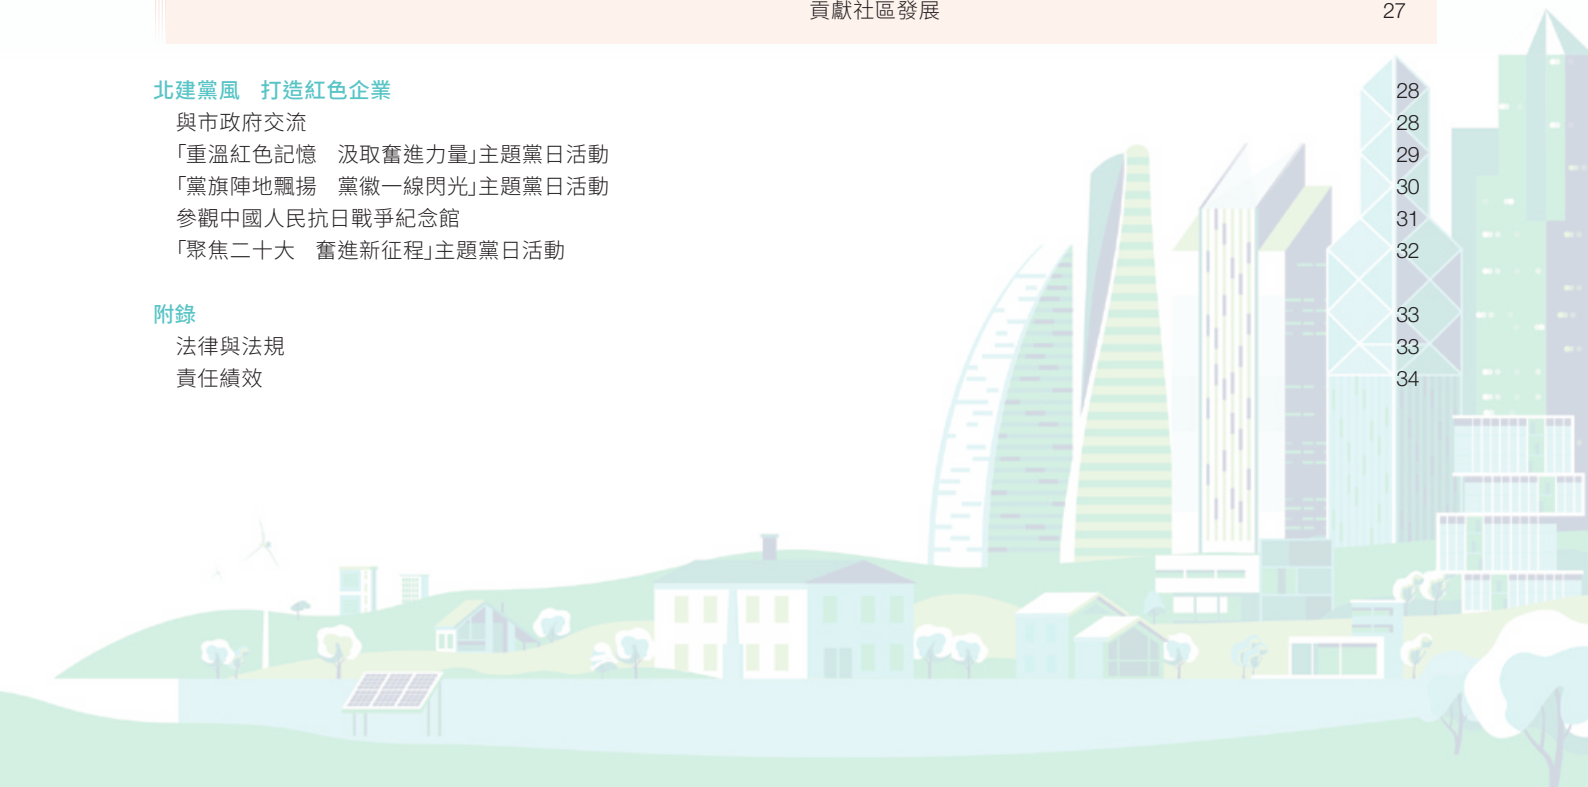 貢獻社區發展 27
北建黨風　打造紅色企業 28
與市政府交流 28
「重溫紅色記憶　汲取奮進力量」主題黨日活動 29
「黨旗陣地飄揚　黨徽一線閃光」主題黨日活動 30
參觀中國人民抗日戰爭紀念館 31
「聚焦二十大　奮進新征程」主題黨日活動 32
附錄 33
法律與法規 33
責任績效 34